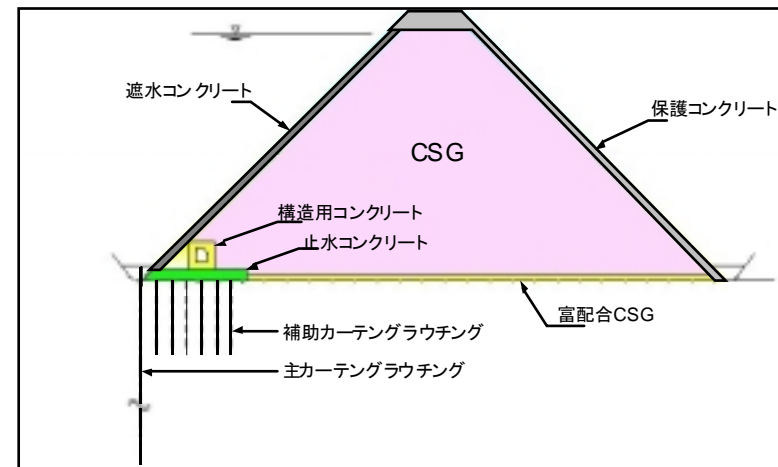 遮水コンクリート
保護コンクリート
CSG
構造用コンクリート
止水コンクリート
富配合CSG
補助カーテングラウチング
主カーテングラウチング